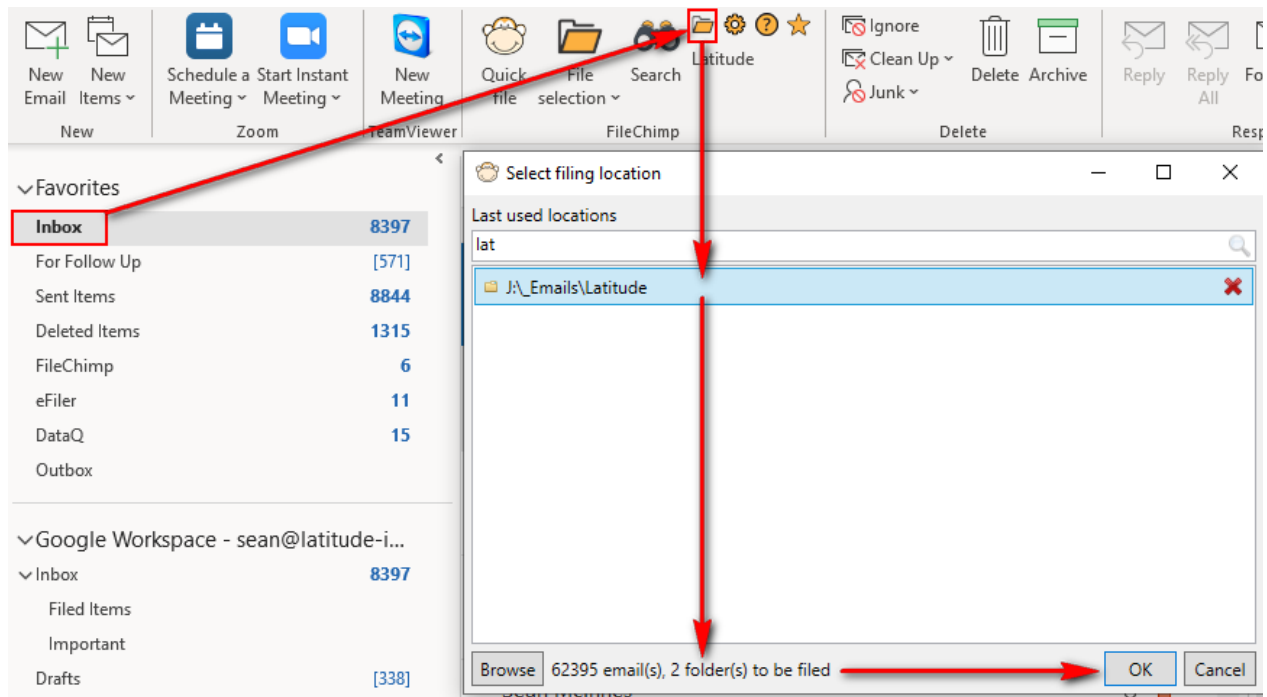 New Email
New Items
Schedule a Meeting
Start Instant Meeting
New Meeting
Quick file
File selection
Search
Latitude
Ignore
Clean Up
Junk
Delete
Archive
Reply
Reply All
Fo
New
Zoom
TeamViewer
FileChimp
Delete
Resp
Favorites
Inbox 8397
For Follow Up [571]
Sent Items 8844
Deleted Items 1315
FileChimp 6
eFiler 11
DataQ 15
Outbox
Google Workspace - sean@latitude-i...
Inbox 8397
Filed Items
Important
Drafts [338]
Select filing location
Last used locations
lat
J:\_Emails\Latitude
Browse 62395 email(s), 2 folder(s) to be filed OK Cancel